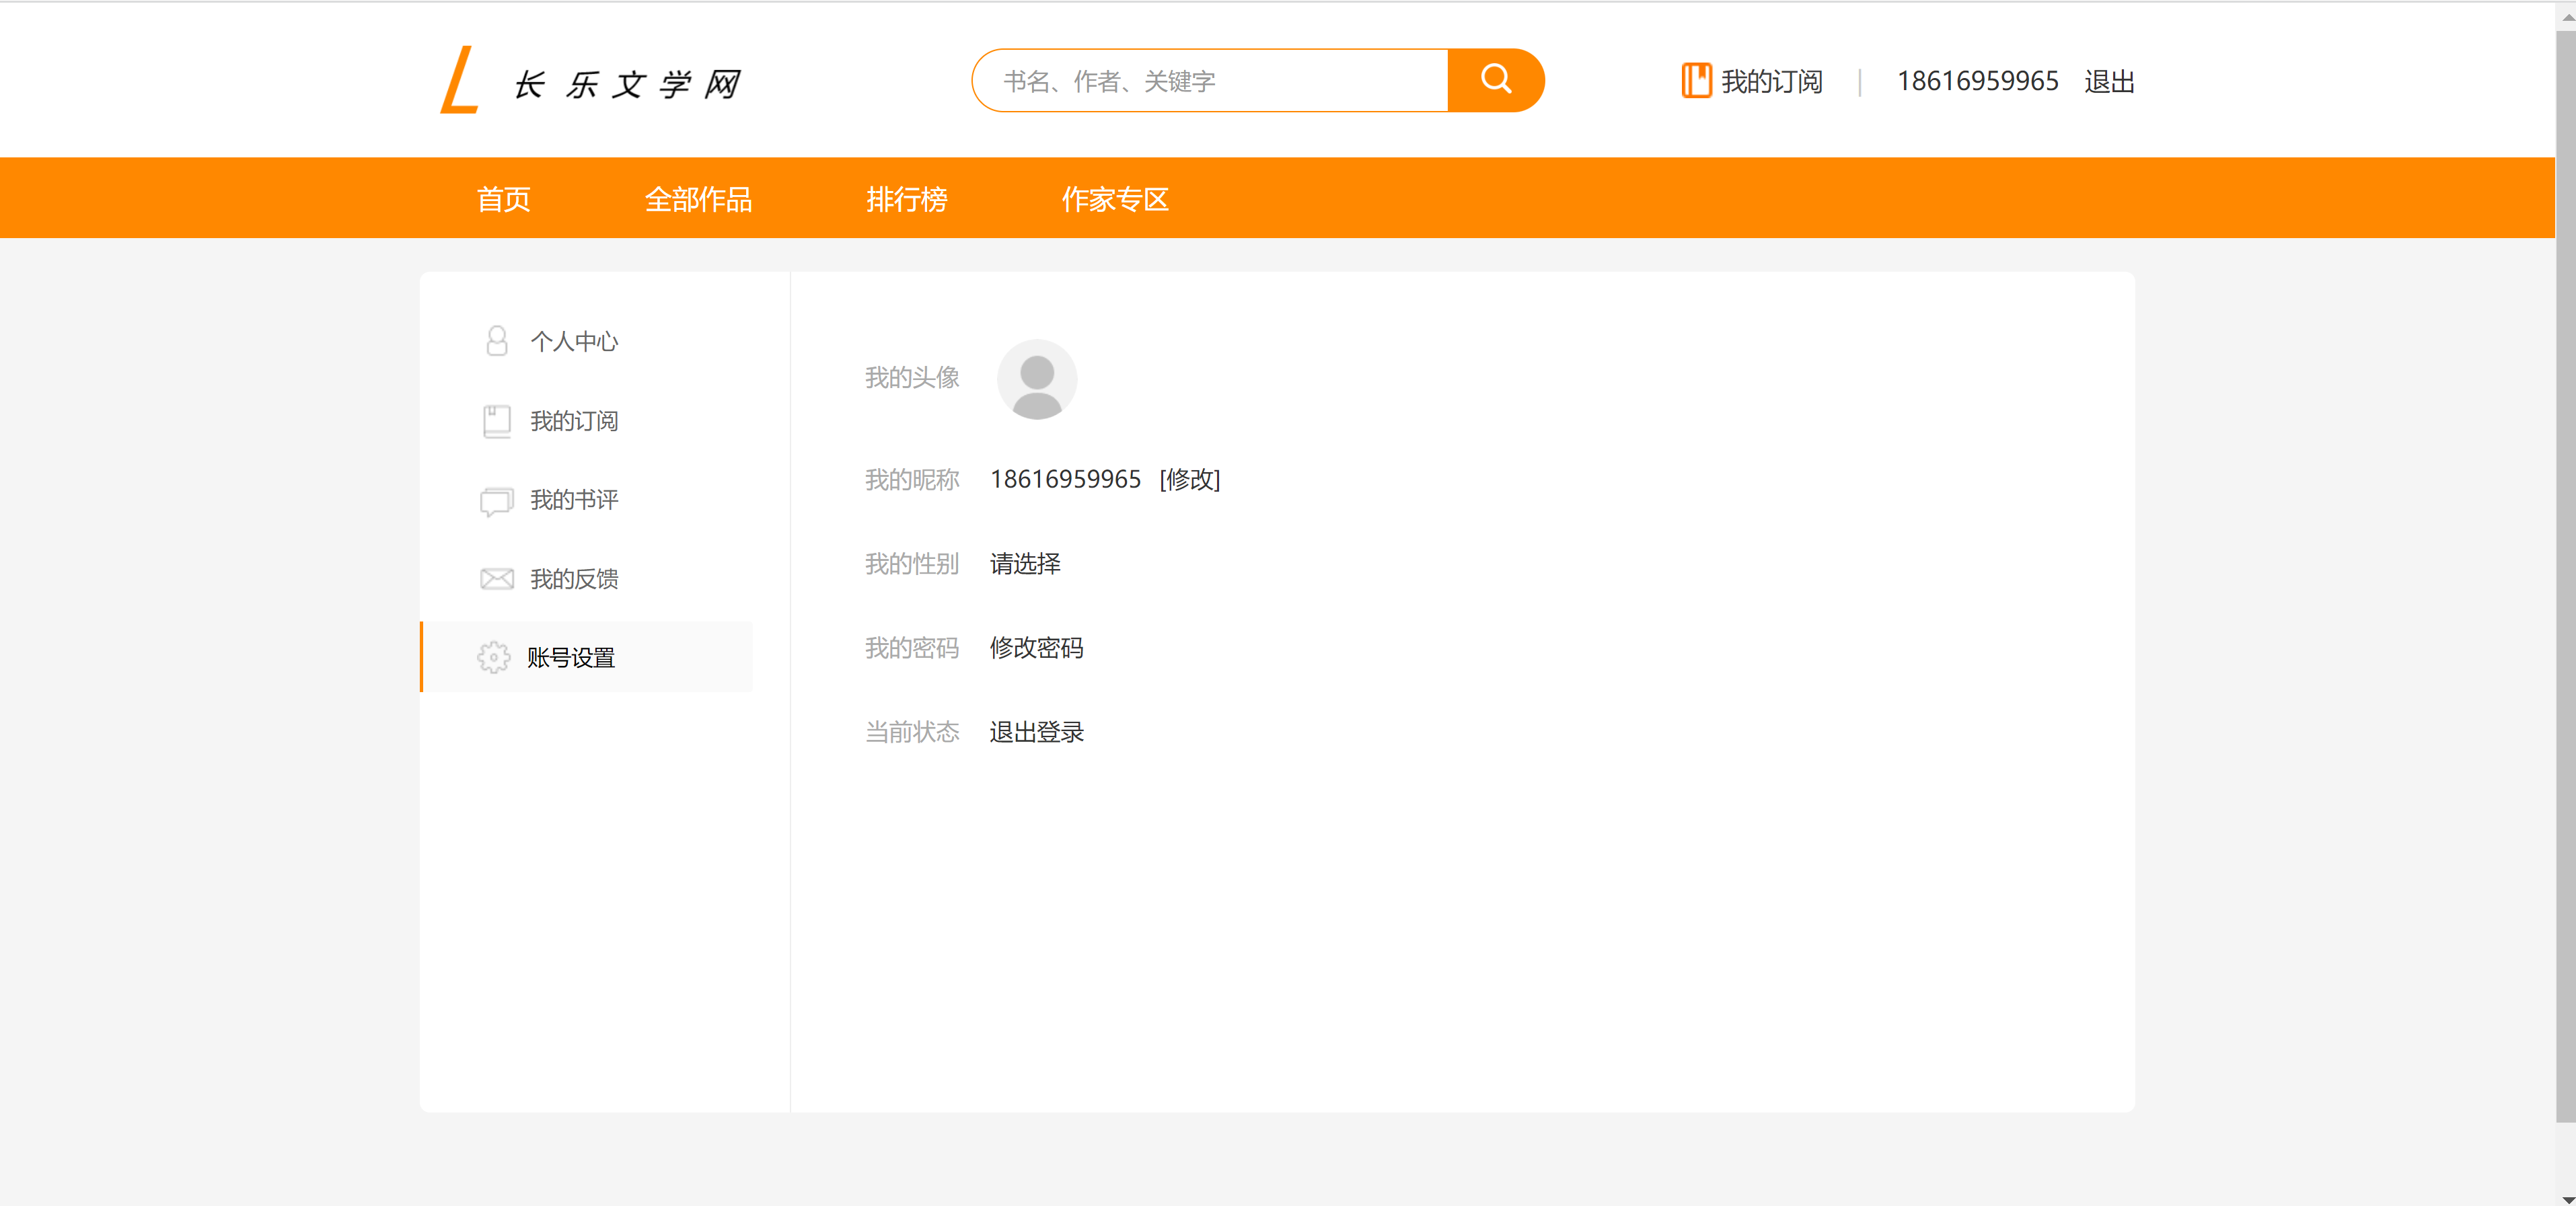 L 长乐文学网
书名、作者、关键字
我的订阅 | 18616959965 退出
首页 全部作品 排行榜 作家专区
个人中心
我的订阅
我的书评
我的反馈
账号设置
我的头像
我的昵称 18616959965 [修改]
我的性别 请选择
我的密码 修改密码
当前状态 退出登录